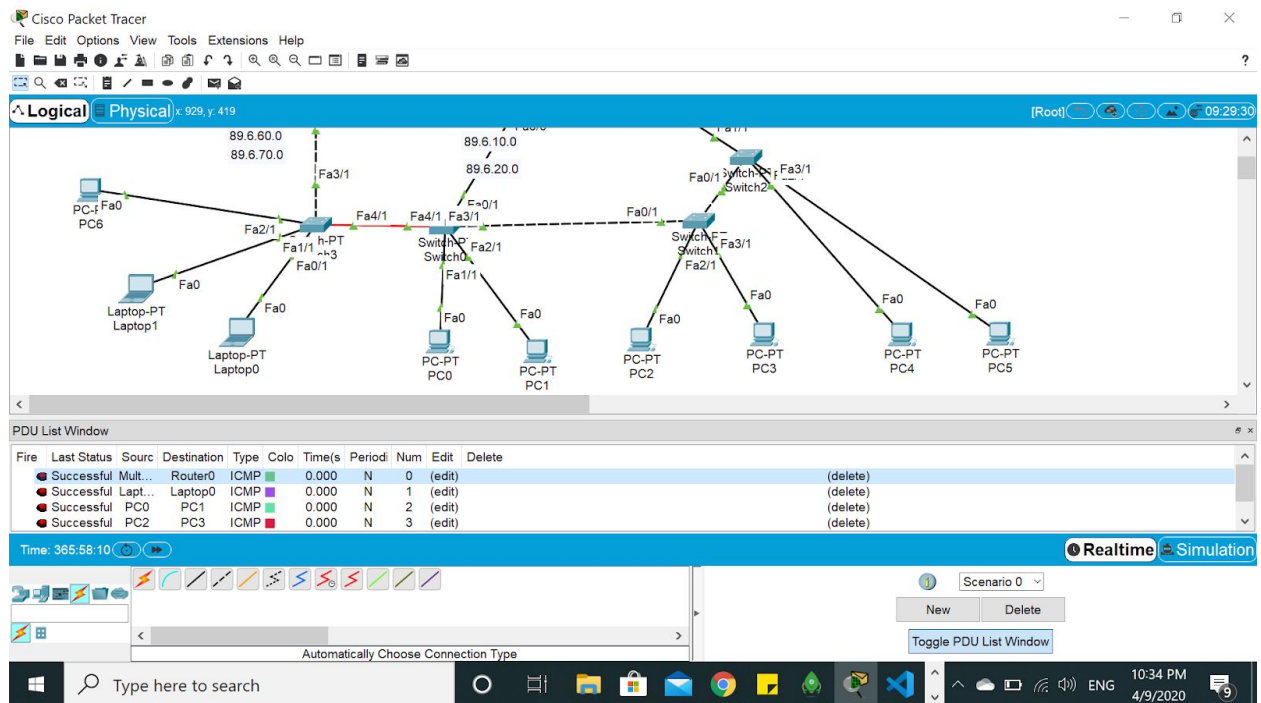 Cisco Packet Tracer
File Edit Options View Tools Extensions Help
?
Logical Physical x: 929, y: 419 [Root] 09:29:30
89.6.60.0
89.6.70.0
89.6.10.0
89.6.20.0
Fa3/1
Fa0/1
Fa3/1
Switch2
PC6
Fa0
Fa2/1
Fa1/1
Fa0/1
h-PT
Fa4/1
Fa4/1
Fa3/1
Switch0
Fa2/1
Fa1/1
Fa0/1
Switch1
Fa3/1
Fa2/1
Fa0
Laptop-PT
Laptop1
Fa0
Laptop-PT
Laptop0
Fa0
PC-PT
PC0
Fa0
PC-PT
PC1
Fa0
PC-PT
PC2
Fa0
PC-PT
PC3
Fa0
PC-PT
PC4
Fa0
PC-PT
PC5
PDU List Window
Fire Last Status Sourc Destination Type Colo Time(s Periodi Num Edit Delete
Successful Mult... Router0 ICMP 0.000 N 0 (edit) (delete)
Successful Lapt... Laptop0 ICMP 0.000 N 1 (edit) (delete)
Successful PC0 PC1 ICMP 0.000 N 2 (edit) (delete)
Successful PC2 PC3 ICMP 0.000 N 3 (edit) (delete)
Time: 365:58:10 Realtime Simulation
Scenario 0
New Delete
Toggle PDU List Window
Automatically Choose Connection Type
Type here to search
ENG
10:34 PM
4/9/2020
9